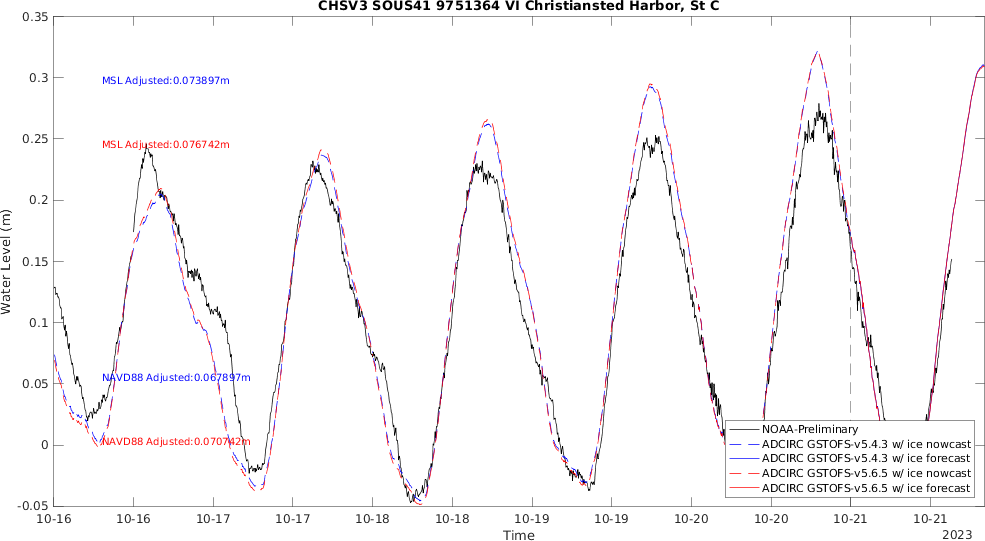 CHSV3 SOUS41 9751364 VI Christiansted Harbor, St C
0.35
0.3
0.25
0.2
0.15
0.1
0.05
0
-0.05
Water Level (m)
MSL Adjusted:0.073897m
MSL Adjusted:0.076742m
NAVD88 Adjusted:0.067897m
NAVD88 Adjusted:0.070742m
NOAA-Preliminary
ADCIRC GSTOFS-v5.4.3 w/ ice nowcast
ADCIRC GSTOFS-v5.4.3 w/ ice forecast
ADCIRC GSTOFS-v5.6.5 w/ ice nowcast
ADCIRC GSTOFS-v5.6.5 w/ ice forecast
10-16 10-16 10-17 10-17 10-18 10-18 10-19 10-19 10-20 10-20 10-21 10-21
Time
2023